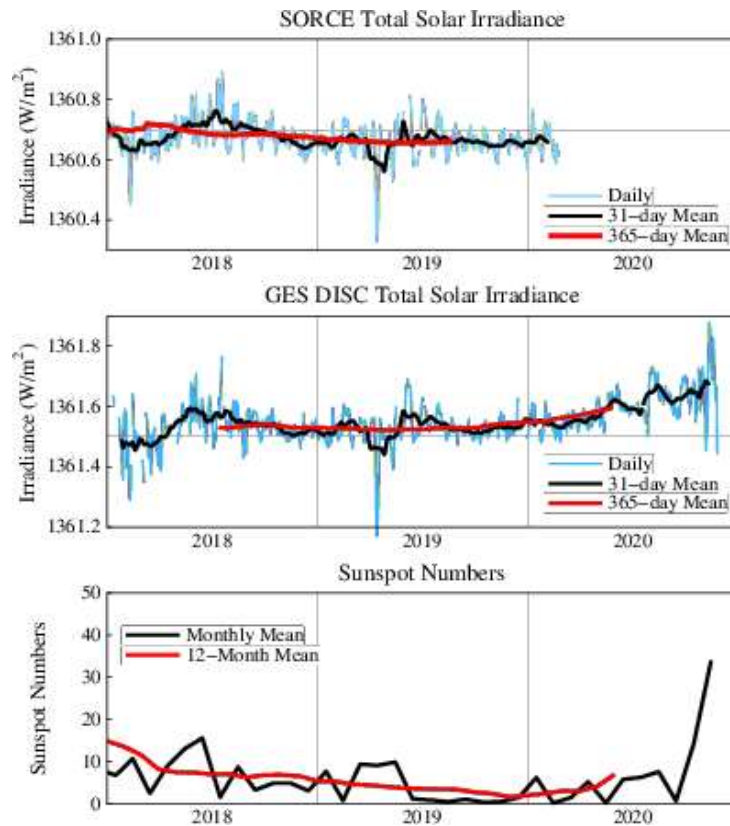 SORCE Total Solar Irradiance
1361.0
1360.8
1360.6
1360.4
Irradiance (W/m²)
Daily
31-day Mean
365-day Mean
2018 2019 2020
GES DISC Total Solar Irradiance
1361.8
1361.6
1361.4
1361.2
Irradiance (W/m²)
Daily
31-day Mean
365-day Mean
2018 2019 2020
Sunspot Numbers
50
40
30
20
10
0
Sunspot Numbers
Monthly Mean
12-Month Mean
2018 2019 2020